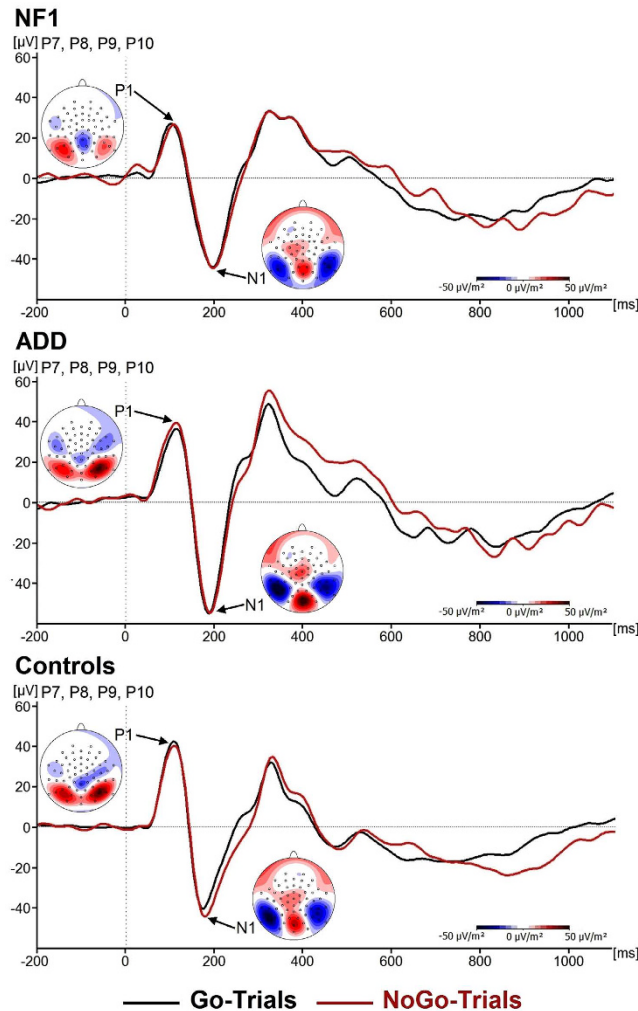 NF1
[µV] P7, P8, P9, P10
60
P1
40
20
0
-20
N1
-40
-50 µV/m² 0 µV/m² 50 µV/m²
-200 0 200 400 600 800 1000 [ms]
ADD
[µV] P7, P8, P9, P10
60
P1
40
20
0
-20
-40
N1
-50 µV/m² 0 µV/m² 50 µV/m²
-200 0 200 400 600 800 1000 [ms]
Controls
[µV] P7, P8, P9, P10
P1
40
20
0
-20
-40
N1
-50 µV/m² 0 µV/m² 50 µV/m²
-200 0 200 400 600 800 1000 [ms]
Go-Trials NoGo-Trials